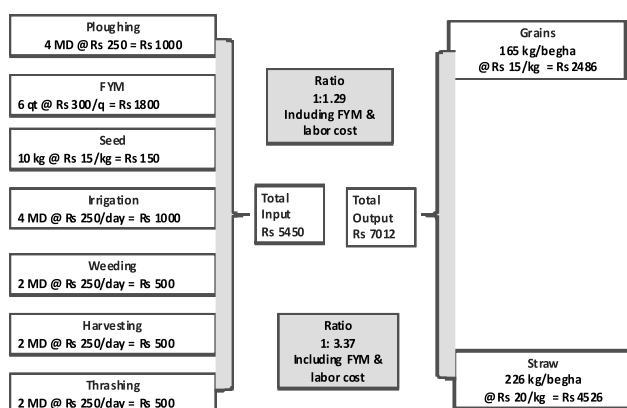 Ploughing
4 MD @ Rs 250 = Rs 1000
FYM
6 qt @ Rs 300/q = Rs 1800
Seed
10 kg @ Rs 15/kg = Rs 150
Irrigation
4 MD @ Rs 250/day = Rs 1000
Weeding
2 MD @ Rs 250/day = Rs 500
Harvesting
2 MD @ Rs 250/day = Rs 500
Thrashing
2 MD @ Rs 250/day = Rs 500
Ratio
1:1.29
Including FYM &
labor cost
Total
Input
Rs 5450
Total
Output
Rs 7012
Ratio
1: 3.37
Including FYM &
labor cost
Grains
165 kg/begha
@ Rs 15/kg = Rs 2486
Straw
226 kg/begha
@ Rs 20/kg = Rs 4526